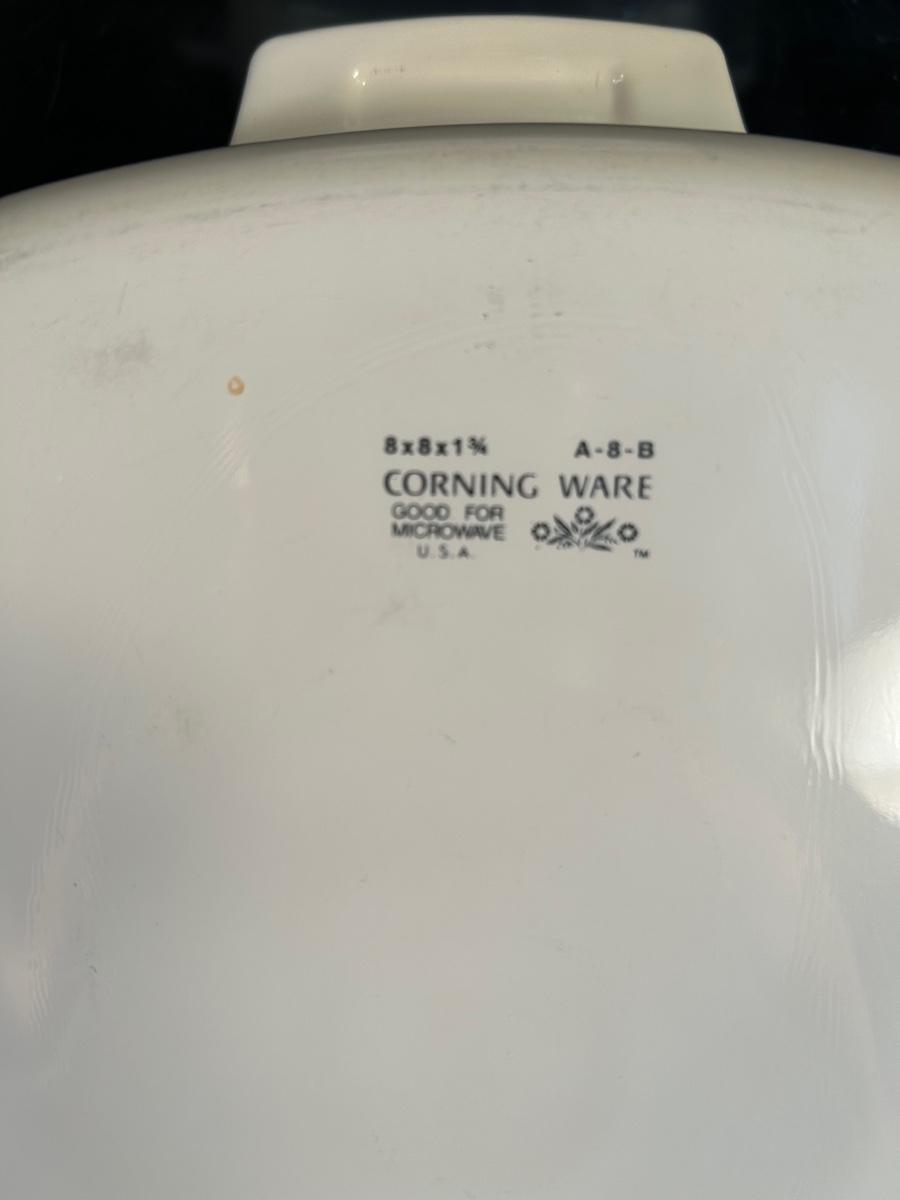 8x8x1¾ A-8-B
CORNING WARE
GOOD FOR
MICROWAVE
U.S.A.
TM